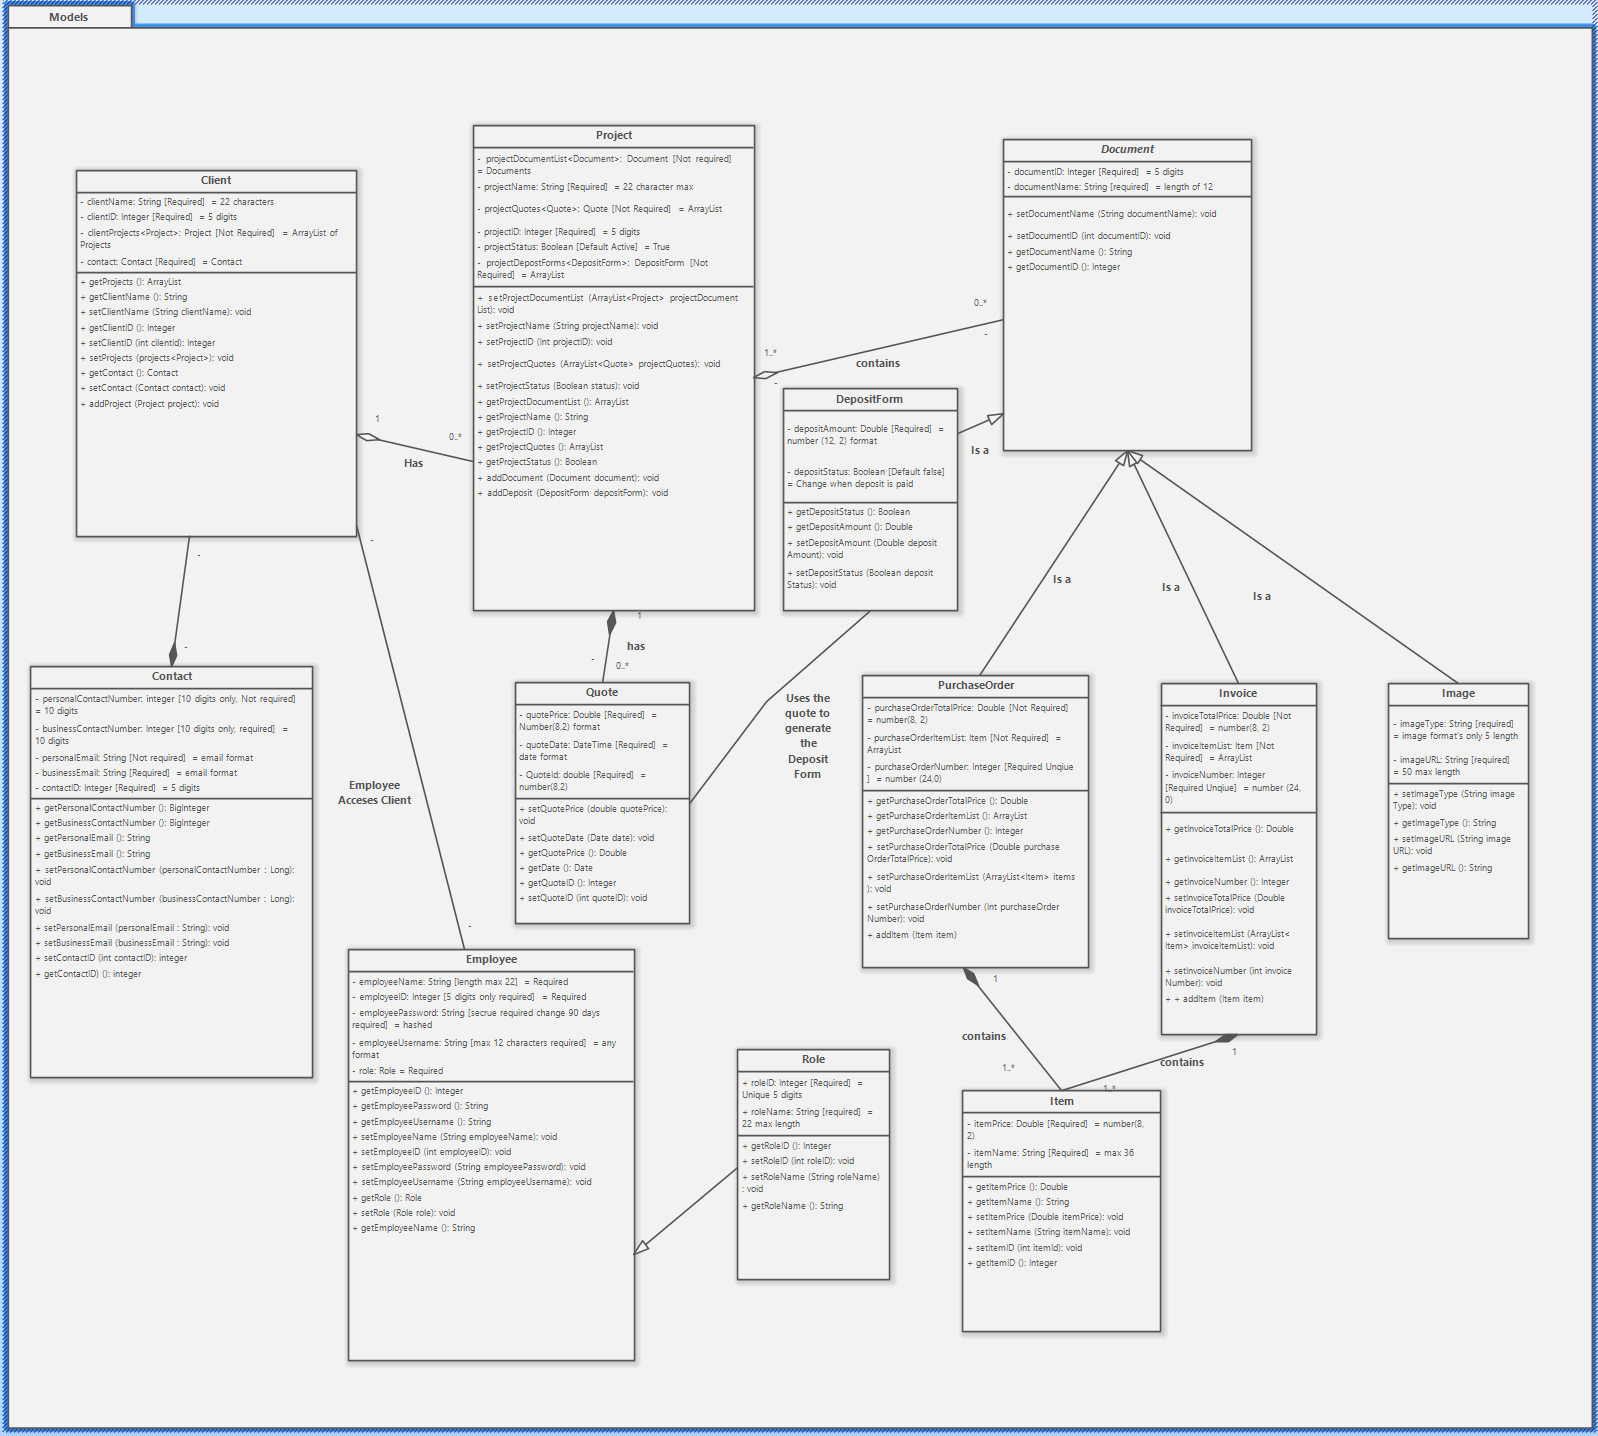 Models
Client
- clientName: String [Required] = 22 characters
- clientID: Integer [Required] = 5 digits
- clientProjects<Project>: Project [Not Required] = ArrayList of
Projects
- contact: Contact [Required] = Contact
+ getProjects (): ArrayList
+ getClientName (): String
+ setClientName (String clientName): void
+ getClientID (): Integer
+ setClientID (int cilentId): Integer
+ setProjects (projects<Project>): void
+ getContact (): Contact
+ setContact (Contact contact): void
+ addProject (Project project): void
Project
- projectDocumentList<Document>: Document [Not required]
= Documents
- projectName: String [Required] = 22 character max
- projectQuotes<Quote>: Quote [Not Required] = ArrayList
- projectID: Integer [Required] = 5 digits
- projectStatus: Boolean [Default Active] = True
- projectDepostForms<DepositForm>: DepositForm [Not
Required] = ArrayList
+ setProjectDocumentList (ArrayList<Project> projectDocument
List): void
+ setProjectName (String projectName): void
+ setProjectID (Int projectID): void
+ setProjectQuotes (ArrayList<Quote> projectQuotes): void
+ setProjectStatus (Boolean status): void
+ getProjectDocumentList (): ArrayList
+ getProjectName (): String
+ getProjectID (): Integer
+ getProjectQuotes (): ArrayList
+ getProjectStatus (): Boolean
+ addDocument (Document document): void
+ addDeposit (DepositForm depositForm): void
Document
- documentID: Integer [Required] = 5 digits
- documentName: String [required] = length of 12
+ setDocumentName (String documentName): void
+ setDocumentID (int documentID): void
+ getDocumentName (): String
+ getDocumentID (): Integer
0..*
-
1..*
contains
-
1
0..*
Has
DepositForm
- depositAmount: Double [Required] =
number (12, 2) format
- depositStatus: Boolean [Default false]
= Change when deposit is paid
+ getDepositStatus (): Boolean
+ getDepositAmount (): Double
+ setDepositAmount (Double deposit
Amount): void
+ setDepositStatus (Boolean deposit
Status): void
Is a
Is a
Is a
Is a
-
-
-
1
has
-
0..*
Contact
- personalContactNumber: integer [10 digits only, Not required]
= 10 digits
- businessContactNumber: Integer [10 digits only, required] =
10 digits
- personalEmail: String [Not required] = email format
- businessEmail: String [Required] = email format
- contactID: Integer [Required] = 5 digits
+ getPersonalContactNumber (): BigInteger
+ getBusinessContactNumber (): BigInteger
+ getPersonalEmail (): String
+ getBusinessEmail (): String
+ setPersonalContactNumber (personalContactNumber : Long):
void
+ setBusinessContactNumber (businessContactNumber : Long):
void
+ setPersonalEmail (personalEmail : String): void
+ setBusinessEmail (businessEmail : String): void
+ setContactID (int contactID): integer
+ getContactID) (): integer
Employee
Acceses Client
-
Quote
- quotePrice: Double [Required] =
Number(8,2) format
- quoteDate: DateTime [Required] =
date format
- QuoteId: double [Required] =
number(8,2)
+ setQuotePrice (double quotePrice):
void
+ setQuoteDate (Date date): void
+ getQuotePrice (): Double
+ getDate (): Date
+ getQuoteID (): Integer
+ setQuoteID (int quoteID): void
Uses the
quote to
generate
the
Deposit
Form
PurchaseOrder
- purchaseOrderTotalPrice: Double [Not Required]
= number(8, 2)
- purchaseOrderItemList: Item [Not Required] =
ArrayList
- purchaseOrderNumber: Integer [Required Unqiue
] = number (24,0)
+ getPurchaseOrderTotalPrice (): Double
+ getPurchaseOrderItemList (): ArrayList
+ getPurchaseOrderNumber (): Integer
+ setPurchaseOrderTotalPrice (Double purchase
OrderTotalPrice): void
+ setPurchaseOrderItemList (ArrayList<Item> items
): void
+ setPurchaseOrderNumber (Int purchaseOrder
Number): void
+ addItem (Item item)
Invoice
- invoiceTotalPrice: Double [Not
Required] = number(8, 2)
- invoiceItemList: Item [Not
Required] = ArrayList
- invoiceNumber: Integer
[Required Unqiue] = number (24,
0)
+ getInvoiceTotalPrice (): Double
+ getInvoiceItemList (): ArrayList
+ getInvoiceNumber (): Integer
+ setInvoiceTotalPrice (Double
invoiceTotalPrice): void
+ setInvoiceItemList (ArrayList<
Item> invoiceItemList): void
+ setInvoiceNumber (int invoice
Number): void
+ + addItem (Item item)
Image
- imageType: String [required]
= image format's only 5 length
- imageURL: String [required]
= 50 max length
+ setImageType (String image
Type): void
+ getImageType (): String
+ setImageURL (String image
URL): void
+ getImageURL (): String
Employee
- employeeName: String [length max 22] = Required
- employeeID: Integer [5 digits only required] = Required
- employeePassword: String [secrue required change 90 days
required] = hashed
- employeeUsername: String [max 12 characters required] = any
format
- role: Role = Required
+ getEmployeeID (): Integer
+ getEmployeePassword (): String
+ getEmployeeUsername (): String
+ setEmployeeName (String employeeName): void
+ setEmployeeID (int employeeID): void
+ setEmployeePassword (String employeePassword): void
+ setEmployeeUsername (String employeeUsername): void
+ getRole (): Role
+ setRole (Role role): void
+ getEmployeeName (): String
1
contains
1..*
1
contains
1..*
Role
+ roleID: Integer [Required] =
Unique 5 digits
+ roleName: String [required] =
22 max length
+ getRoleID (): Integer
+ setRoleID (int roleID): void
+ setRoleName (String roleName)
: void
+ getRoleName (): String
Item
- itemPrice: Double [Required] = number(8,
2)
- itemName: String [Required] = max 36
length
+ getItemPrice (): Double
+ getItemName (): String
+ setItemPrice (Double itemPrice): void
+ setItemName (String itemName): void
+ setItemID (int itemId): void
+ getItemID (): Integer